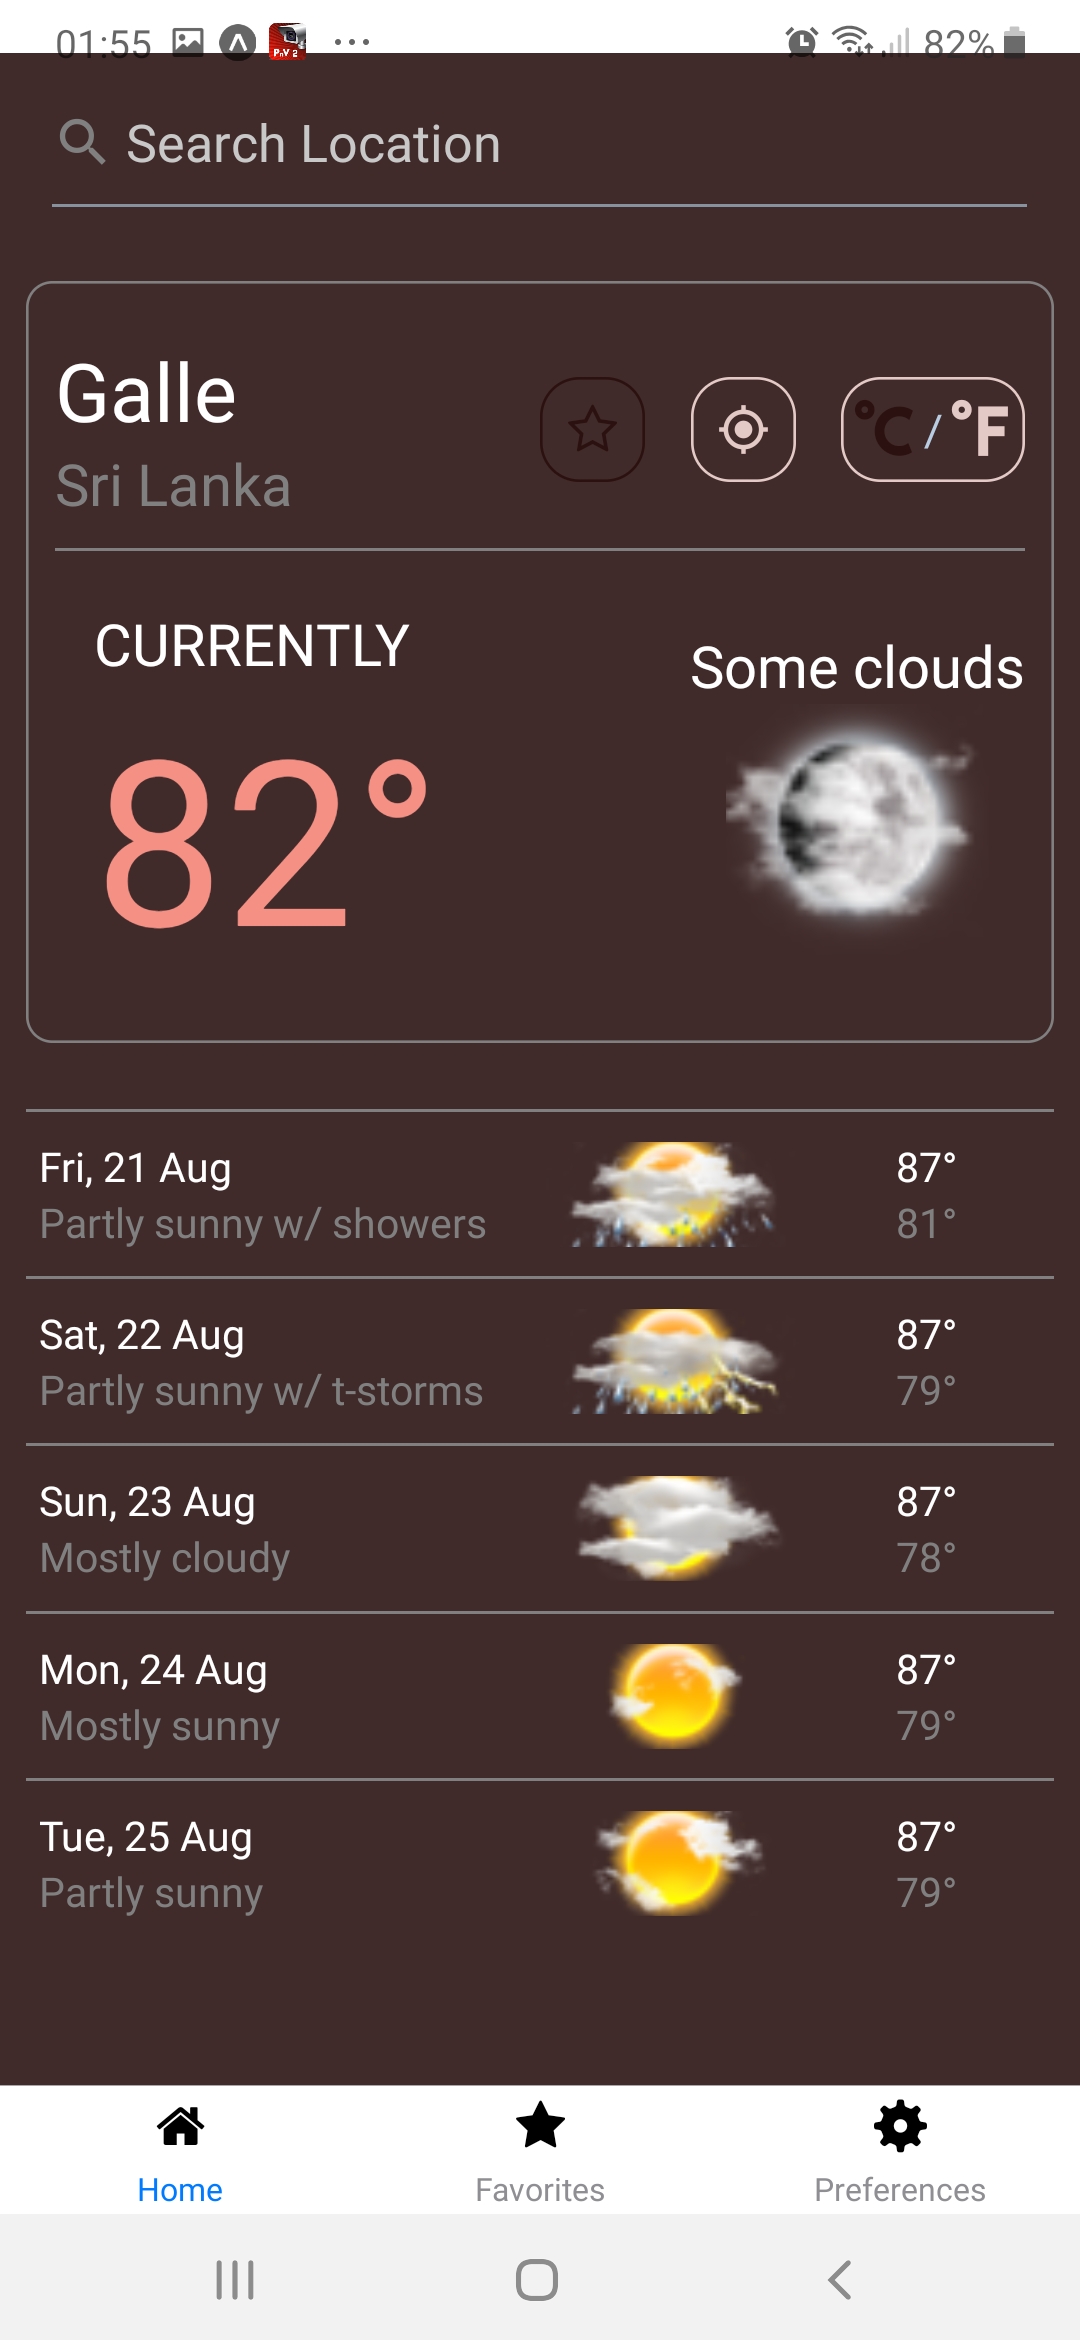 01:55 PnV 2 ... 82%
Search Location
Galle
Sri Lanka
°C / °F
CURRENTLY
Some clouds
82°
Fri, 21 Aug
87°
Partly sunny w/ showers
81°
Sat, 22 Aug
87°
Partly sunny w/ t-storms
79°
Sun, 23 Aug
87°
Mostly cloudy
78°
Mon, 24 Aug
87°
Mostly sunny
79°
Tue, 25 Aug
87°
Partly sunny
79°
Home
Favorites
Preferences